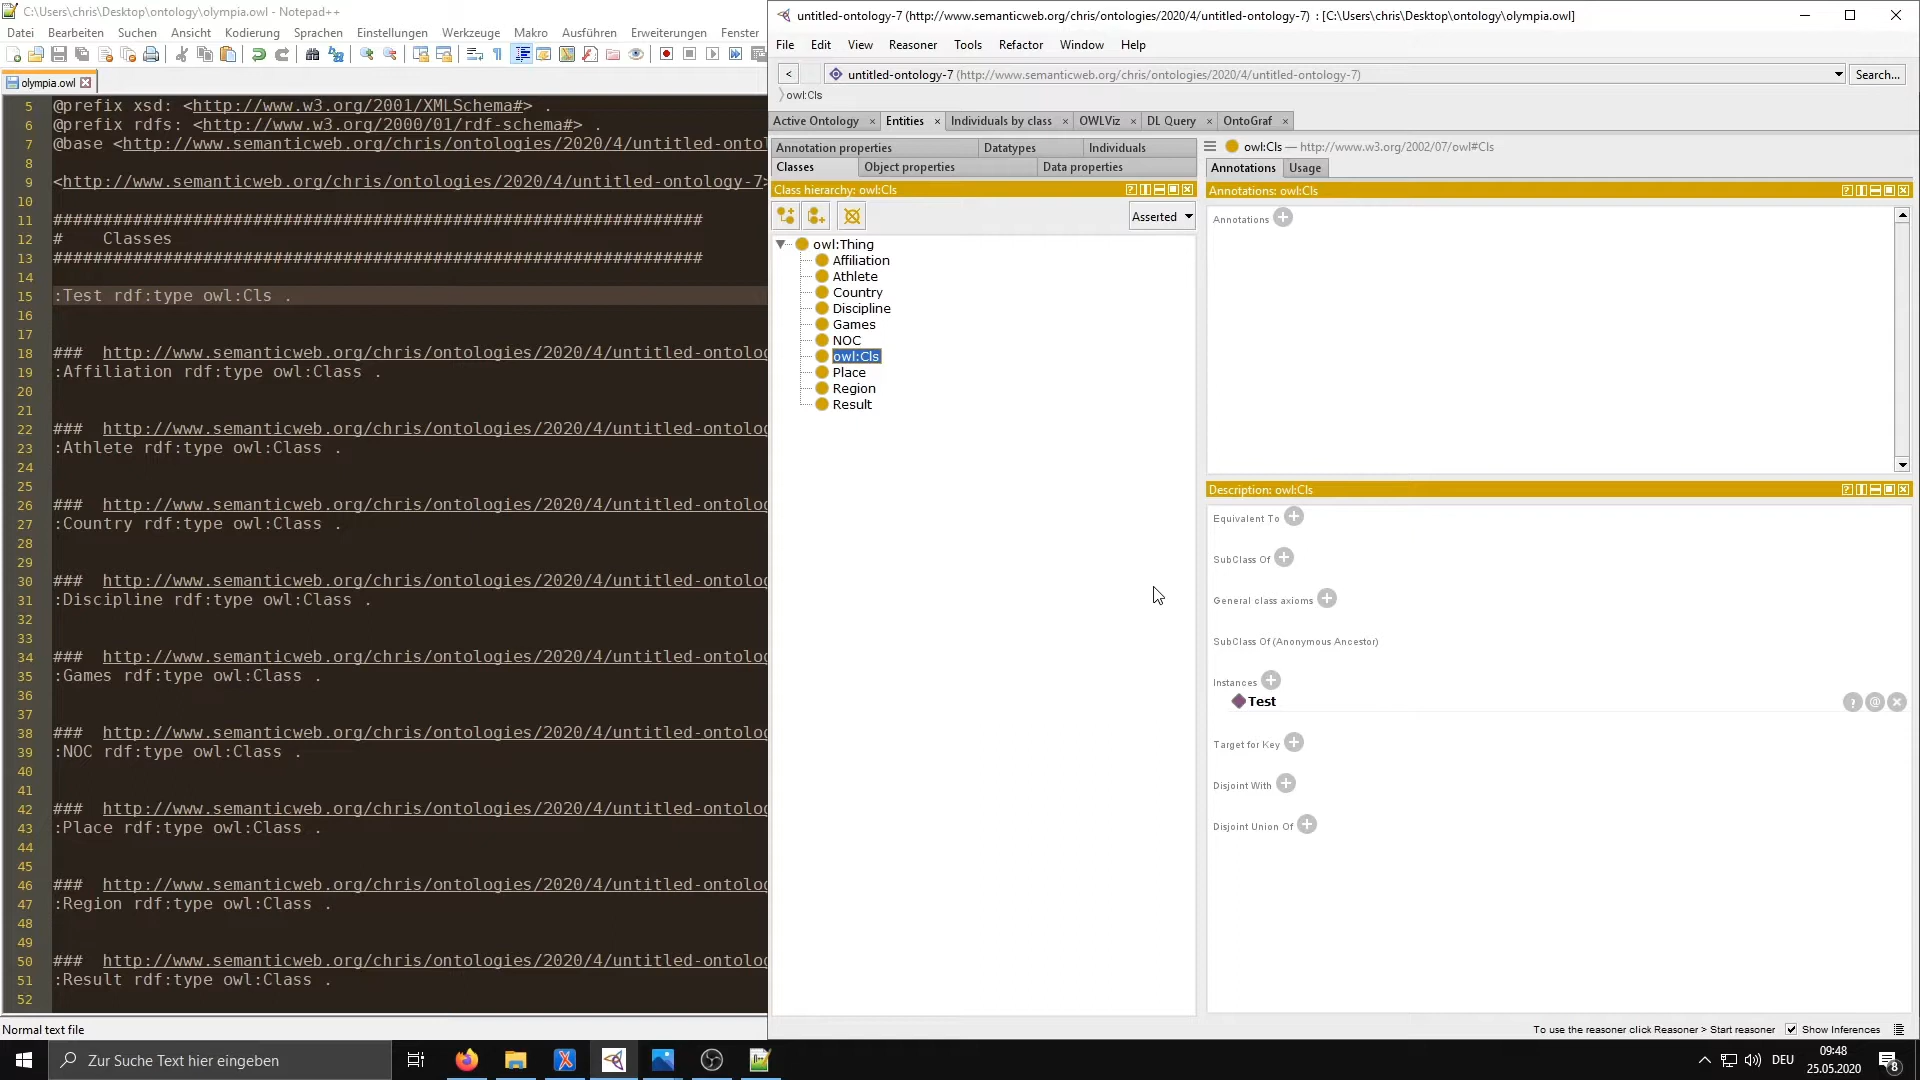 C:\Users\chris\Desktop\ontology\olympia.owl - Notepad++
Datei Bearbeiten Suchen Ansicht Kodierung Sprachen Einstellungen Werkzeuge Makro Ausführen Erweiterungen Fenster
olympia.owl
5 @prefix xsd: <http://www.w3.org/2001/XMLSchema#> .
6 @prefix rdfs: <http://www.w3.org/2000/01/rdf-schema#> .
7 @base <http://www.semanticweb.org/chris/ontologies/2020/4/untitled-ontol
8
9 <http://www.semanticweb.org/chris/ontologies/2020/4/untitled-ontology-7>
10
11 #################################################################
12 #    Classes
13 #################################################################
14
15 :Test rdf:type owl:Cls .
16
17
18 ###  http://www.semanticweb.org/chris/ontologies/2020/4/untitled-ontolog
19 :Affiliation rdf:type owl:Class .
20
21
22 ###  http://www.semanticweb.org/chris/ontologies/2020/4/untitled-ontolog
23 :Athlete rdf:type owl:Class .
24
25
26 ###  http://www.semanticweb.org/chris/ontologies/2020/4/untitled-ontolog
27 :Country rdf:type owl:Class .
28
29
30 ###  http://www.semanticweb.org/chris/ontologies/2020/4/untitled-ontolog
31 :Discipline rdf:type owl:Class .
32
33
34 ###  http://www.semanticweb.org/chris/ontologies/2020/4/untitled-ontolog
35 :Games rdf:type owl:Class .
36
37
38 ###  http://www.semanticweb.org/chris/ontologies/2020/4/untitled-ontolog
39 :NOC rdf:type owl:Class .
40
41
42 ###  http://www.semanticweb.org/chris/ontologies/2020/4/untitled-ontolog
43 :Place rdf:type owl:Class .
44
45
46 ###  http://www.semanticweb.org/chris/ontologies/2020/4/untitled-ontolog
47 :Region rdf:type owl:Class .
48
49
50 ###  http://www.semanticweb.org/chris/ontologies/2020/4/untitled-ontolog
51 :Result rdf:type owl:Class .
52
Normal text file
untitled-ontology-7 (http://www.semanticweb.org/chris/ontologies/2020/4/untitled-ontology-7) : [C:\Users\chris\Desktop\ontology\olympia.owl]
File Edit View Reasoner Tools Refactor Window Help
< untitled-ontology-7 (http://www.semanticweb.org/chris/ontologies/2020/4/untitled-ontology-7) Search...
owl:Cls
Active Ontology × Entities × Individuals by class × OWLViz × DL Query × OntoGraf ×
Annotation properties Datatypes Individuals
Classes Object properties Data properties
Class hierarchy: owl:Cls
Asserted
owl:Thing
Affiliation
Athlete
Country
Discipline
Games
NOC
owl:Cls
Place
Region
Result
owl:Cls — http://www.w3.org/2002/07/owl#Cls
Annotations Usage
Annotations: owl:Cls
Annotations
Description: owl:Cls
Equivalent To
SubClass Of
General class axioms
SubClass Of (Anonymous Ancestor)
Instances
Test
Target for Key
Disjoint With
Disjoint Union Of
To use the reasoner click Reasoner > Start reasoner Show Inferences
Zur Suche Text hier eingeben
DEU
09:48
25.05.2020
8